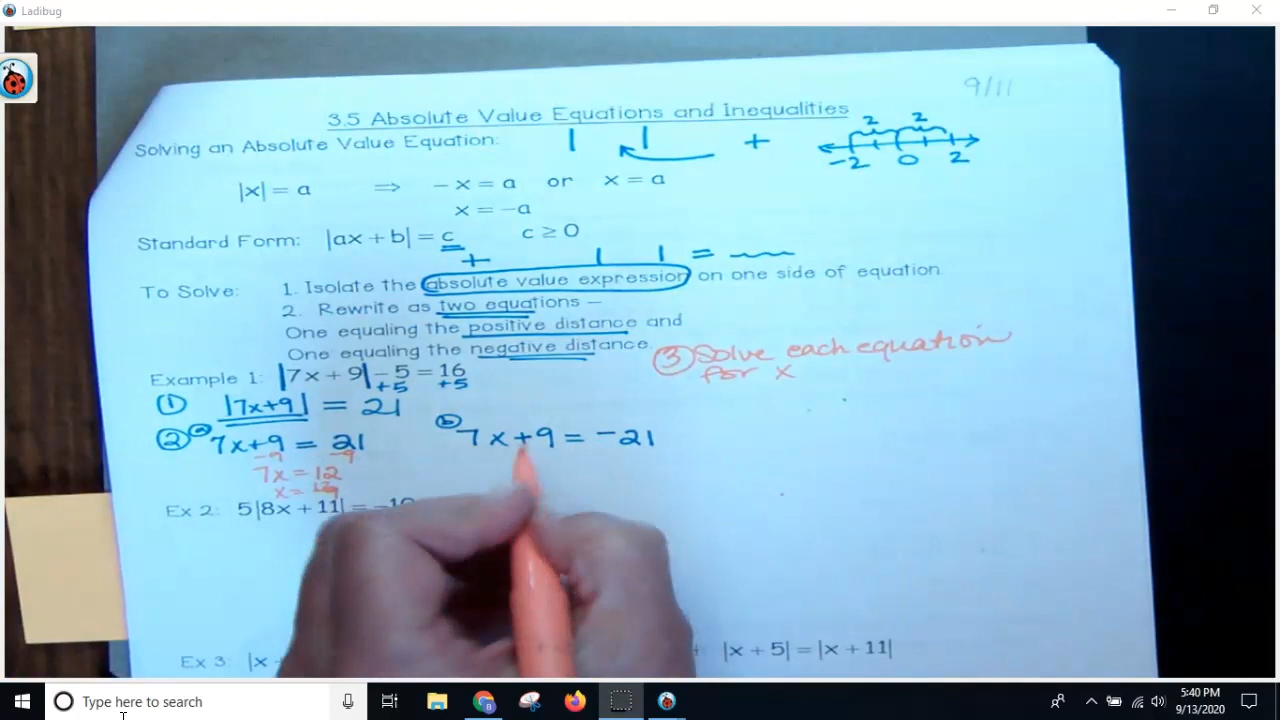 Ladibug
9/11
3.5 Absolute Value Equations and Inequalities
Solving an Absolute Value Equation: | | +
2 2
-2 0 2
|x| = a ⟹ -x = a or x = a
x = -a
Standard Form: |ax + b| = c c ≥ 0
+ | | =
To Solve: 1. Isolate the absolute value expression on one side of equation.
2. Rewrite as two equations –
One equaling the positive distance and
One equaling the negative distance.
③ Solve each equation
for x
Example 1: |7x + 9| - 5 = 16
+5 +5
① |7x+9| = 21
② ⓐ 7x+9 = 21 ⓑ 7x+9 = -21
-9 -9
7x = 12
x =
Ex 2: 5|8x + 11| = -10
Ex 3: |x
|x + 5| = |x + 11|
Type here to search
5:40 PM
9/13/2020